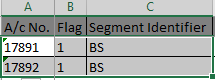 A B C
A/c No. Flag Segment Identifier
17891 1 BS
17892 1 BS